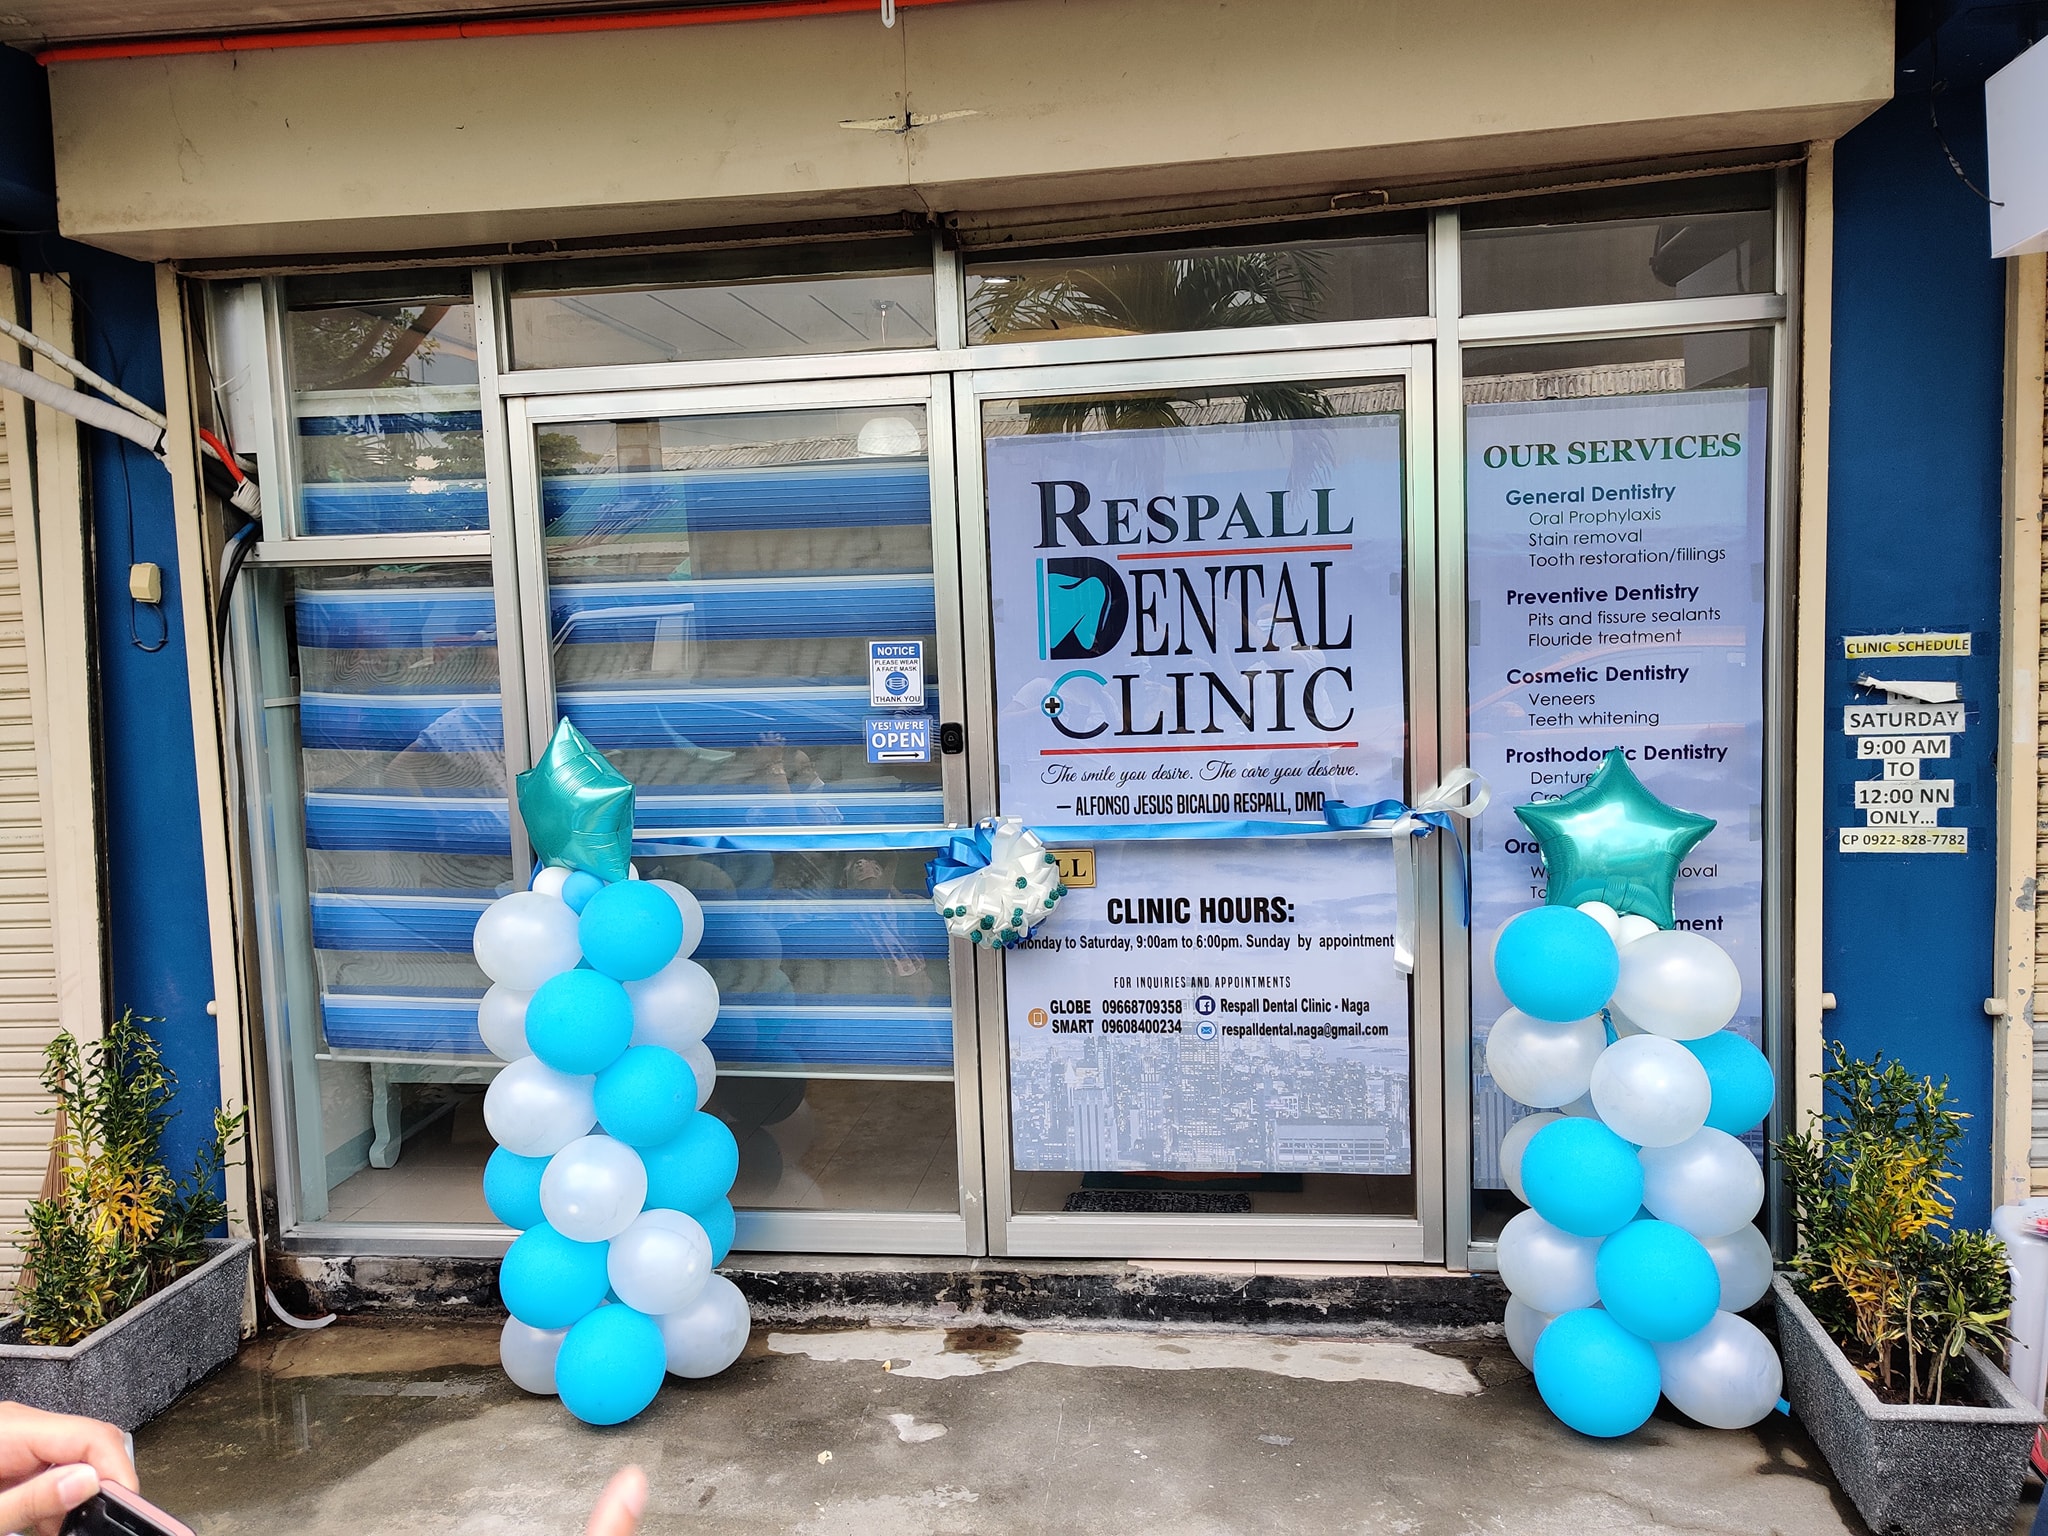 NOTICE
PLEASE WEAR
A FACE MASK
THANK YOU
YES! WE'RE
OPEN
RESPALL
DENTAL
CLINIC
The smile you desire. The care you deserve.
— ALFONSO JESUS BICALDO RESPALL, DMD —
LL
CLINIC HOURS:
Monday to Saturday, 9:00am to 6:00pm. Sunday by appointment
FOR INQUIRIES AND APPOINTMENTS
GLOBE 09668709358
SMART 09608400234
Respall Dental Clinic - Naga
respalldental.naga@gmail.com
OUR SERVICES
General Dentistry
Oral Prophylaxis
Stain removal
Tooth restoration/fillings
Preventive Dentistry
Pits and fissure sealants
Flouride treatment
Cosmetic Dentistry
Veneers
Teeth whitening
Prosthodontic Dentistry
CLINIC SCHEDULE
SATURDAY
9:00 AM
TO
12:00 NN
ONLY...
CP 0922-828-7782